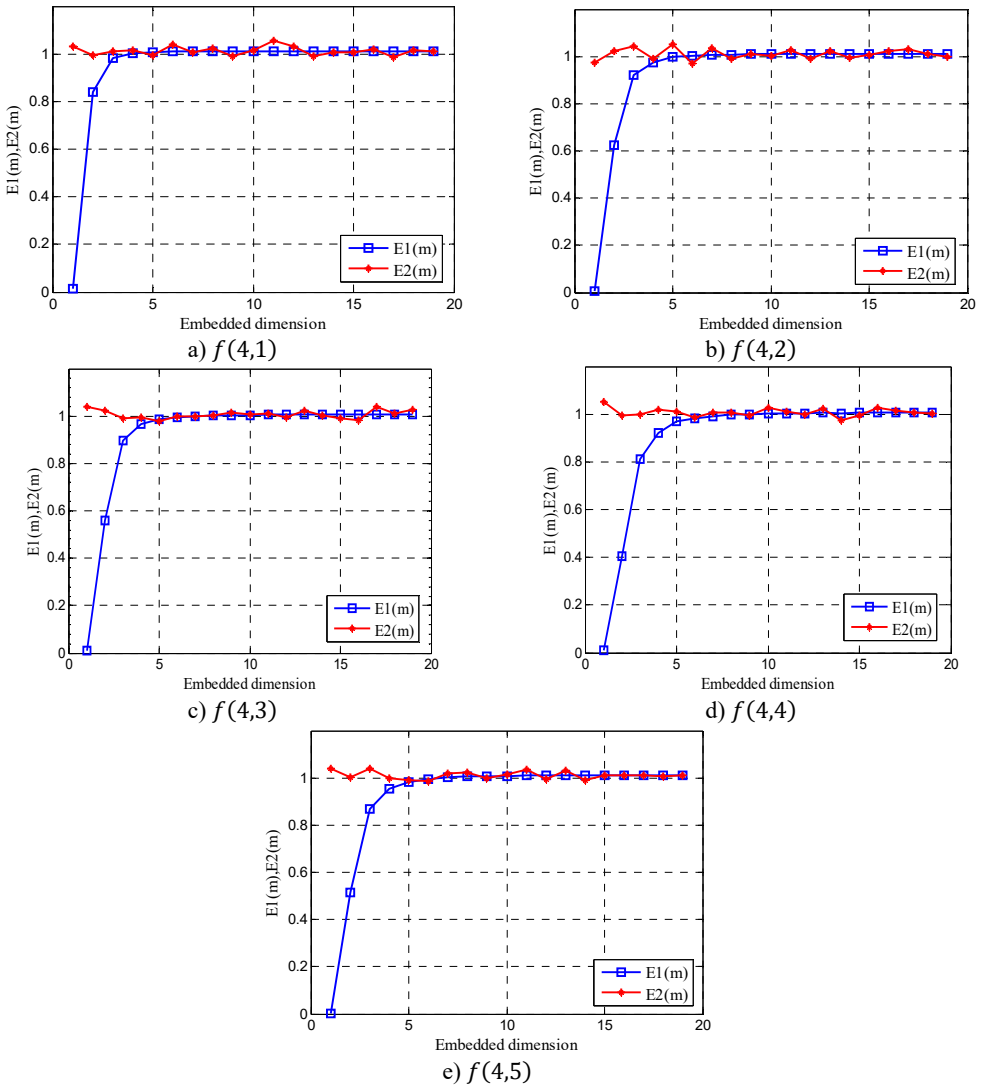 E1(m),E2(m)
1
0.8
0.6
0.4
0.2
0
0 5 10 15 20
E1(m)
E2(m)
Embedded dimension
a) f(4,1)
E1(m),E2(m)
1
0.8
0.6
0.4
0.2
0
0 5 10 15 20
E1(m)
E2(m)
Embedded dimension
b) f(4,2)
E1(m),E2(m)
1
0.8
0.6
0.4
0.2
0
0 5 10 15 20
E1(m)
E2(m)
Embedded dimension
c) f(4,3)
E1(m),E2(m)
1
0.8
0.6
0.4
0.2
0
0 5 10 15 20
E1(m)
E2(m)
Embedded dimension
d) f(4,4)
E1(m),E2(m)
1
0.8
0.6
0.4
0.2
0
0 5 10 15 20
E1(m)
E2(m)
Embedded dimension
e) f(4,5)